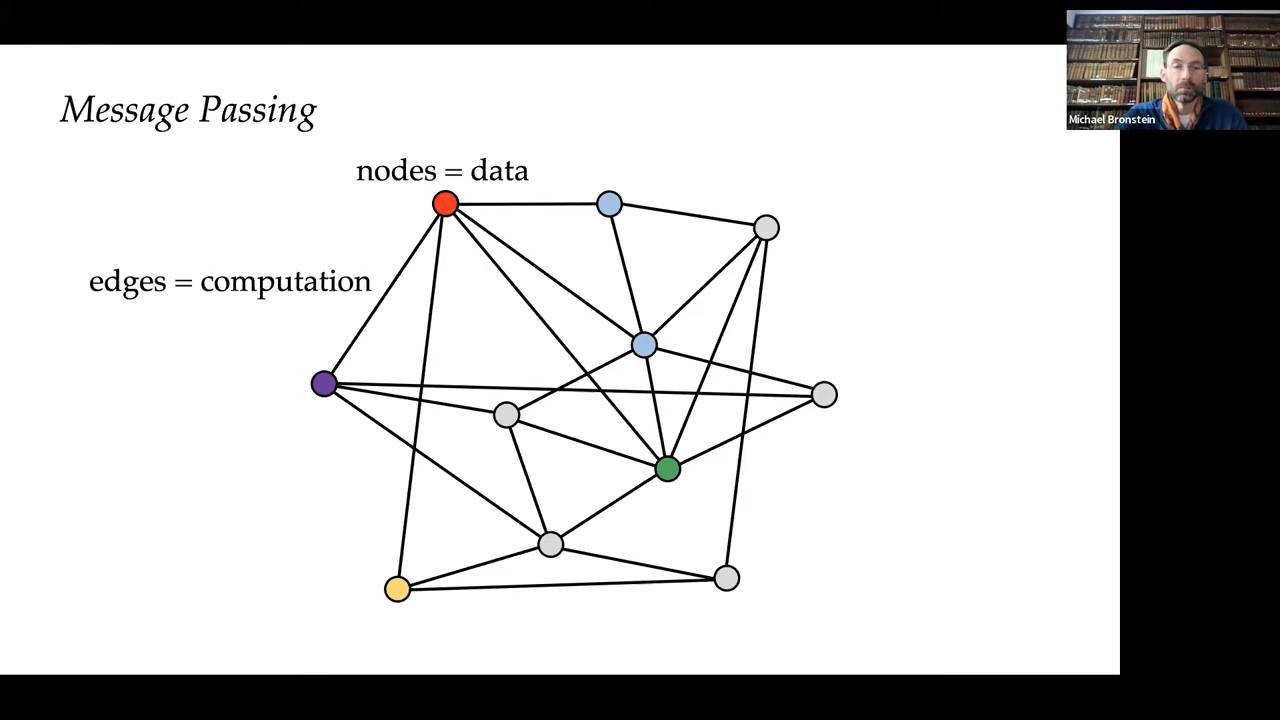 Message Passing
nodes = data
edges = computation
Michael Bronstein